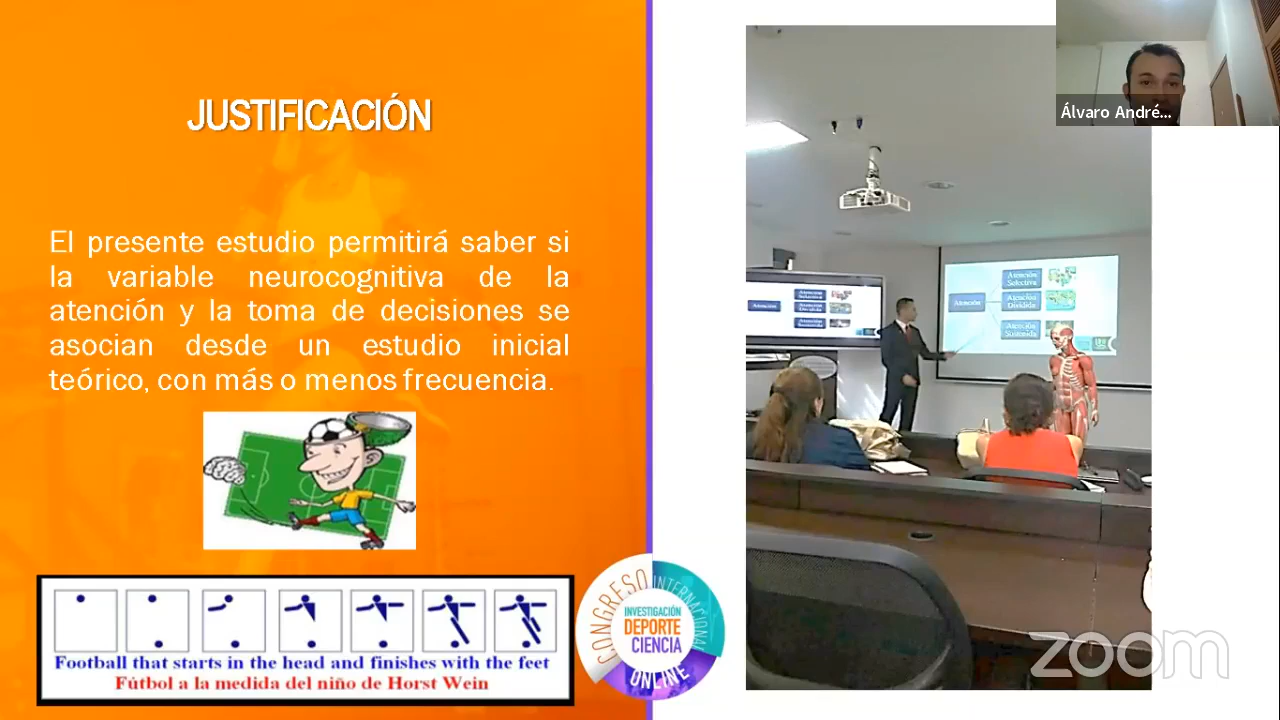 JUSTIFICACIÓN
El presente estudio permitirá saber si
la variable neurocognitiva de la
atención y la toma de decisiones se
asocian desde un estudio inicial
teórico, con más o menos frecuencia.
Football that starts in the head and finishes with the feet
Fútbol a la medida del niño de Horst Wein
CONGRESO INTERNACIONAL
INVESTIGACIÓN
DEPORTE
CIENCIA
ONLINE
Álvaro André...
Atención
Atención
Selectiva
Atención
Dividida
Atención
Sostenida
Atención
zoom